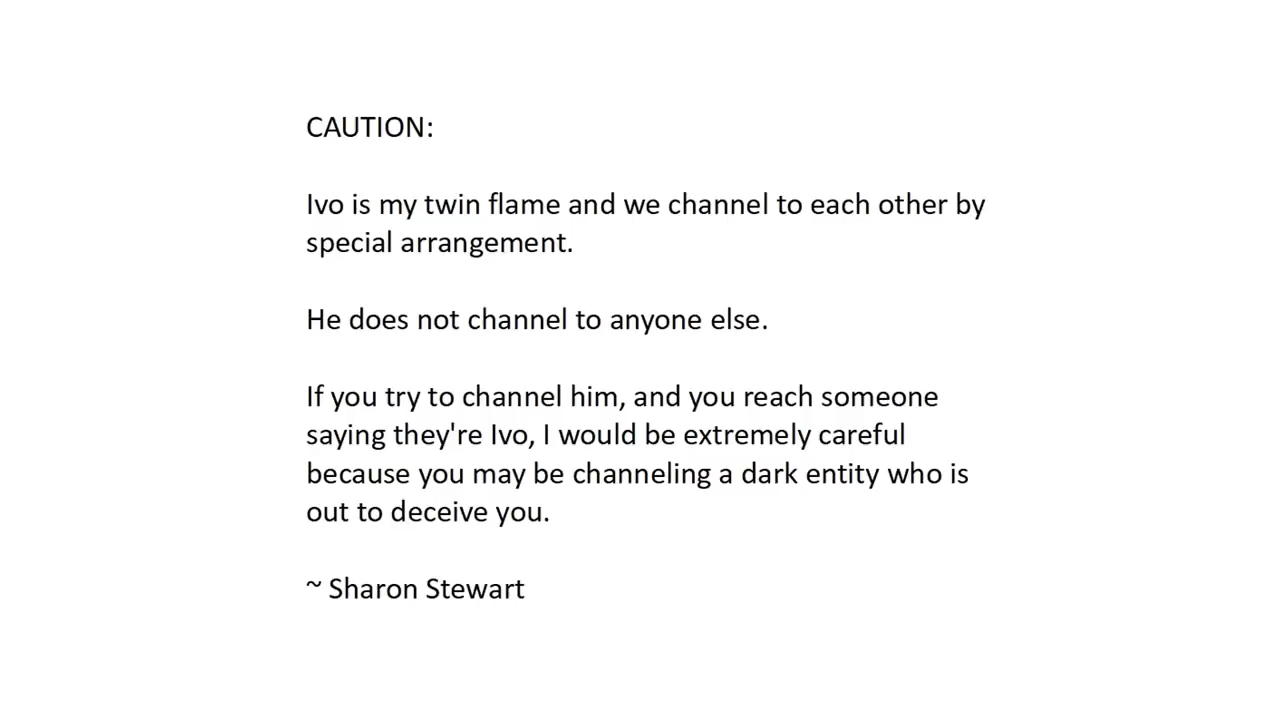 CAUTION:
Ivo is my twin flame and we channel to each other by
special arrangement.
He does not channel to anyone else.
If you try to channel him, and you reach someone
saying they're Ivo, I would be extremely careful
because you may be channeling a dark entity who is
out to deceive you.
~ Sharon Stewart